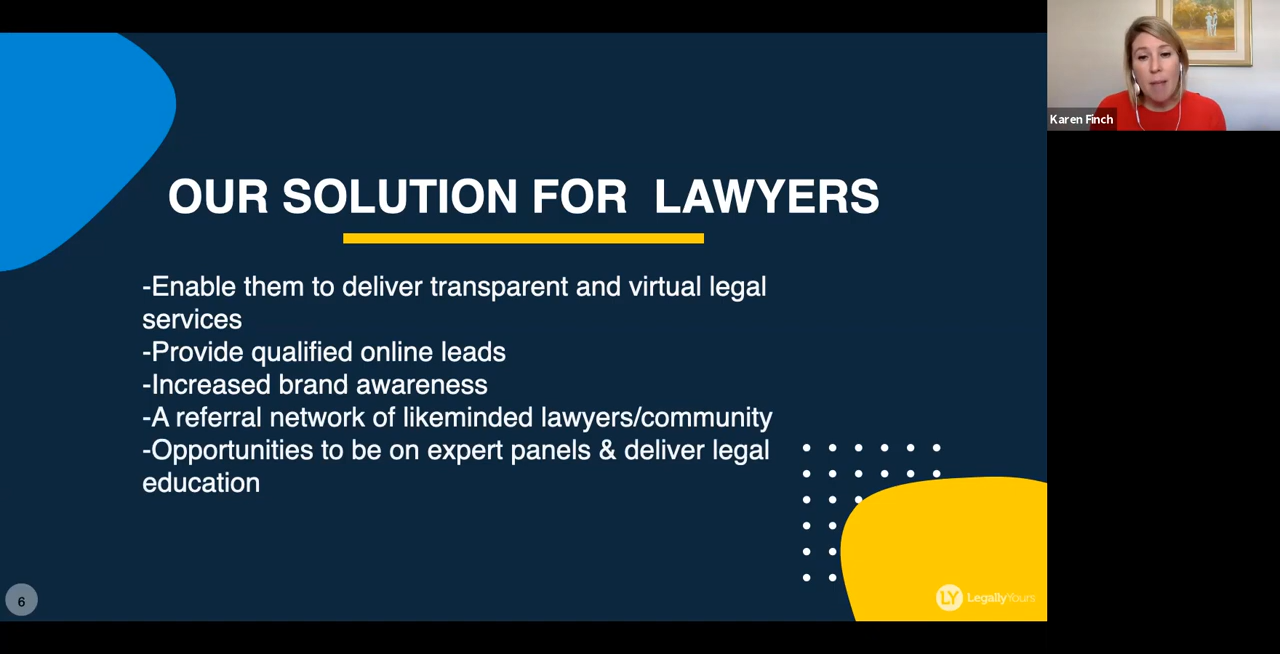 OUR SOLUTION FOR  LAWYERS
-Enable them to deliver transparent and virtual legal
services
-Provide qualified online leads
-Increased brand awareness
-A referral network of likeminded lawyers/community
-Opportunities to be on expert panels & deliver legal
education
6
LY LegallyYours
Karen Finch